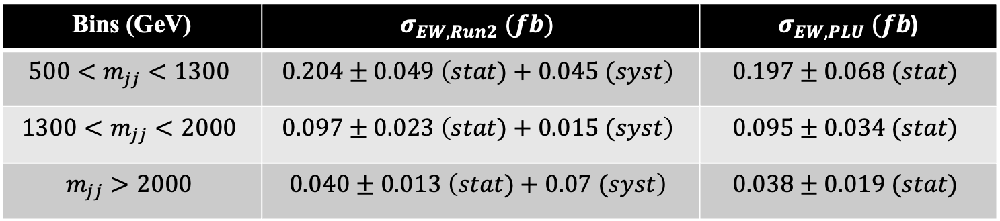 Bins (GeV) σ_EW,Run2 (fb) σ_EW,PLU (fb)
500 < m_jj < 1300 0.204 ± 0.049 (stat) + 0.045 (syst) 0.197 ± 0.068 (stat)
1300 < m_jj < 2000 0.097 ± 0.023 (stat) + 0.015 (syst) 0.095 ± 0.034 (stat)
m_jj > 2000 0.040 ± 0.013 (stat) + 0.07 (syst) 0.038 ± 0.019 (stat)